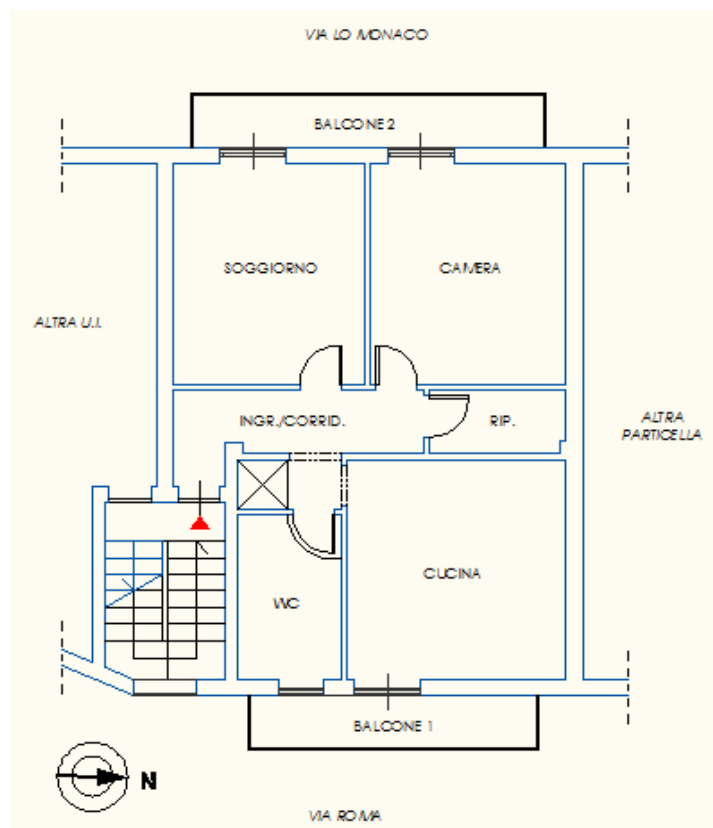 VIA LO MONACO
BALCONE 2
SOGGIORNO
CAMERA
ALTRA U.I.
INGR./CORRID.
RIP.
ALTRA
PARTICELLA
CUCINA
WC
BALCONE 1
N
VIA ROMA